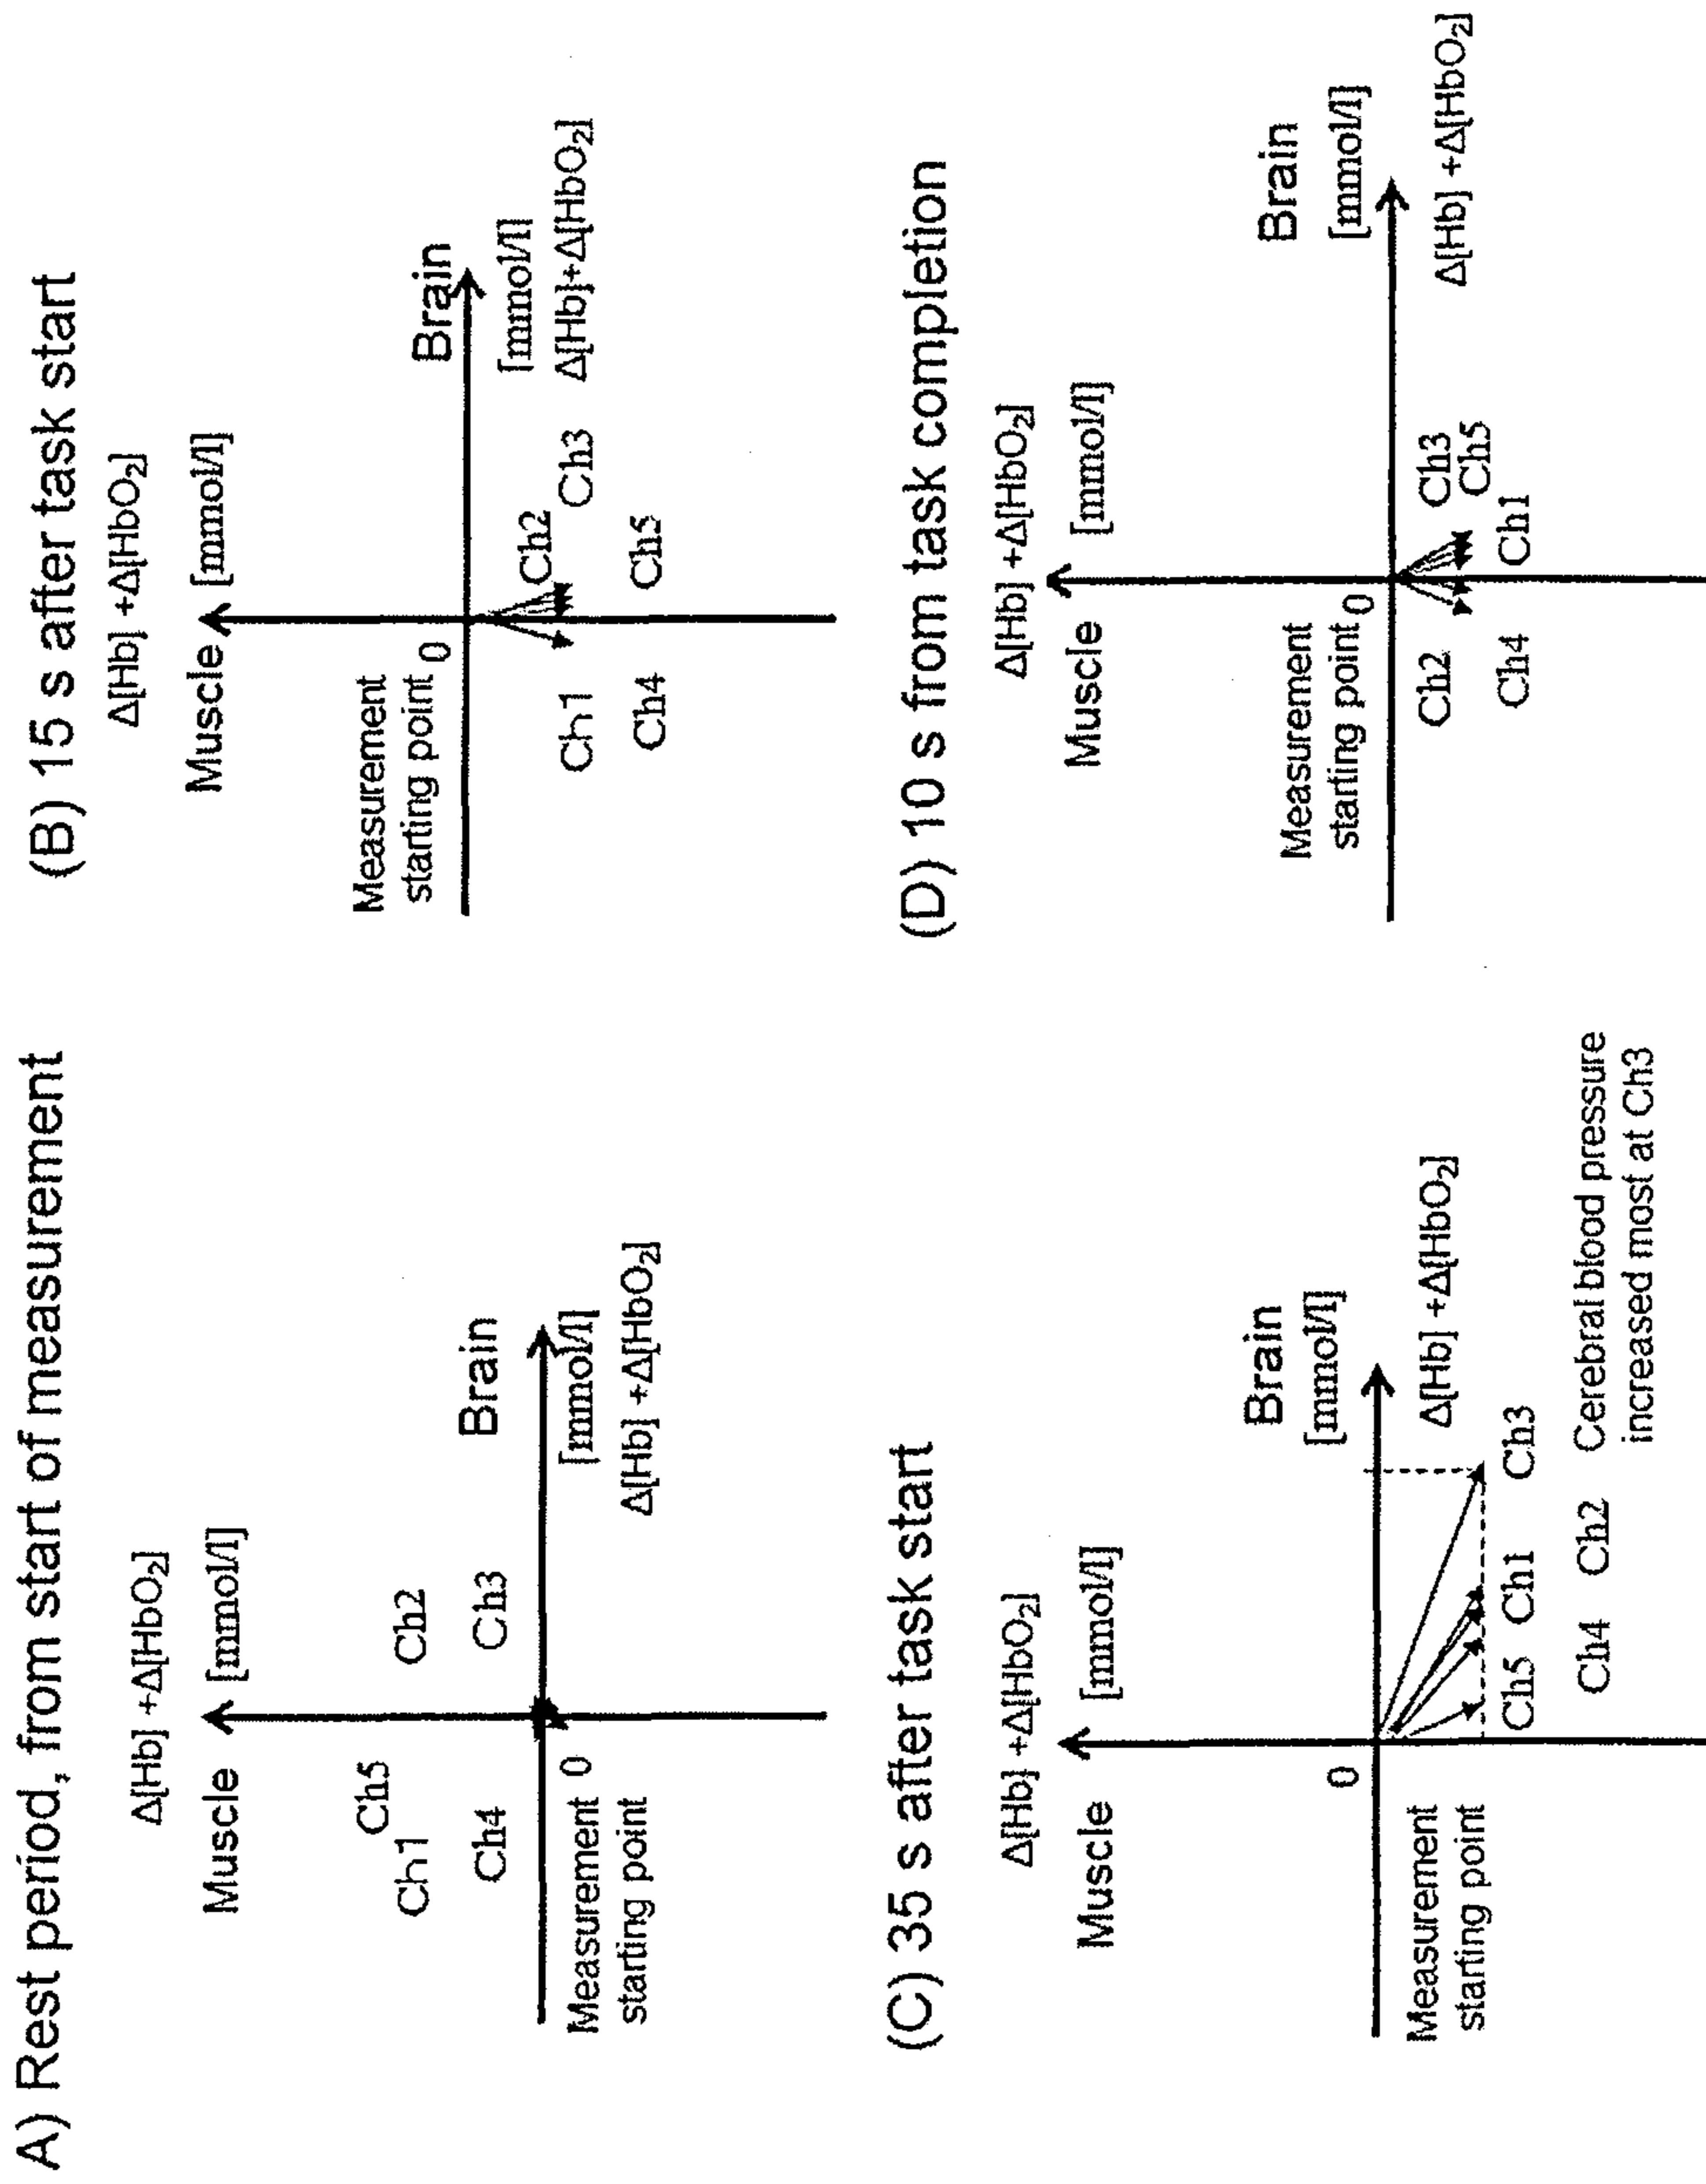 A) Rest period, from start of measurement
Δ[Hb] +Δ[HbO₂]
Muscle [mmol/l]
Ch5
Ch1
Ch2
Ch4
Ch3
Brain
[mmol/l]
Δ[Hb] +Δ[HbO₂]
0
Measurement
starting point
(B) 15 s after task start
Δ[Hb] +Δ[HbO₂]
Muscle [mmol/l]
Measurement
starting point 0
Brain
[mmol/l]
Δ[Hb]+Δ[HbO₂]
Ch2
Ch1
Ch3
Ch4
Ch5
(C) 35 s after task start
Δ[Hb] +Δ[HbO₂]
Muscle [mmol/l]
0
Brain
[mmol/l]
Δ[Hb] +Δ[HbO₂]
Measurement
starting point
Ch5 Ch1 Ch3
Ch4 Ch2
Cerebral blood pressure
increased most at Ch3
(D) 10 s from task completion
Δ[Hb] +Δ[HbO₂]
Muscle [mmol/l]
Measurement
starting point 0
Brain
[mmol/l]
Δ[Hb] +Δ[HbO₂]
Ch2
Ch3
Ch5
Ch4
Ch1